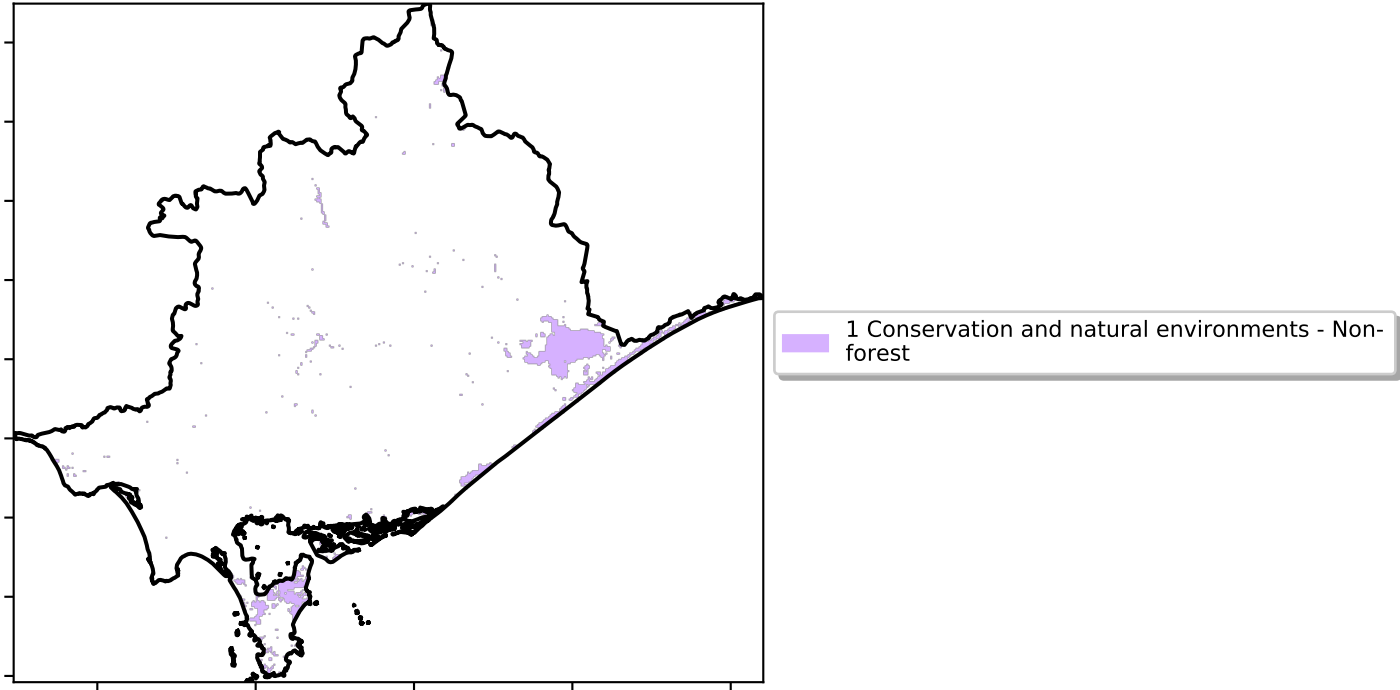 1 Conservation and natural environments - Non-
forest